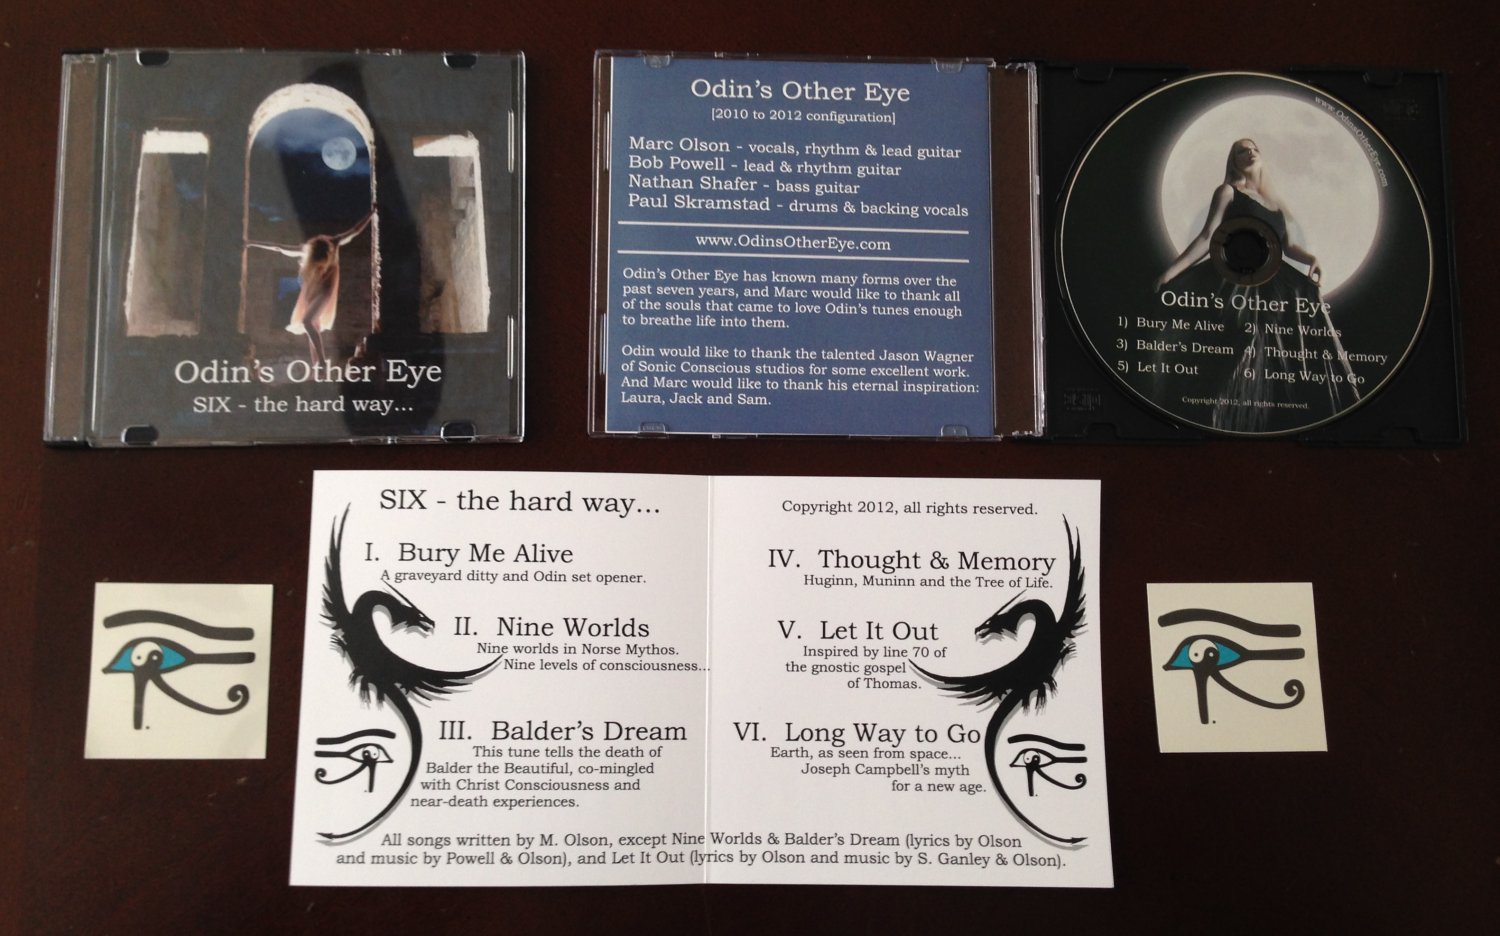 Odin's Other Eye
SIX - the hard way...
Odin's Other Eye
[2010 to 2012 configuration]
Marc Olson - vocals, rhythm & lead guitar
Bob Powell - lead & rhythm guitar
Nathan Shafer - bass guitar
Paul Skramstad - drums & backing vocals
www.OdinsOtherEye.com
Odin's Other Eye has known many forms over the
past seven years, and Marc would like to thank all
of the souls that came to love Odin's tunes enough
to breathe life into them.
Odin would like to thank the talented Jason Wagner
of Sonic Conscious studios for some excellent work.
And Marc would like to thank his eternal inspiration:
Laura, Jack and Sam.
www.OdinsOtherEye.com
Odin's Other Eye
1) Bury Me Alive 2) Nine Worlds
3) Balder's Dream 4) Thought & Memory
5) Let It Out 6) Long Way to Go
Copyright 2012, all rights reserved.
SIX - the hard way...
I. Bury Me Alive
A graveyard ditty and Odin set opener.
II. Nine Worlds
Nine worlds in Norse Mythos.
Nine levels of consciousness...
III. Balder's Dream
This tune tells the death of
Balder the Beautiful, co-mingled
with Christ Consciousness and
near-death experiences.
Copyright 2012, all rights reserved.
IV. Thought & Memory
Huginn, Muninn and the Tree of Life.
V. Let It Out
Inspired by line 70 of
the gnostic gospel
of Thomas.
VI. Long Way to Go
Earth, as seen from space...
Joseph Campbell's myth
for a new age.
All songs written by M. Olson, except Nine Worlds & Balder's Dream (lyrics by Olson
and music by Powell & Olson), and Let It Out (lyrics by Olson and music by S. Ganley & Olson).